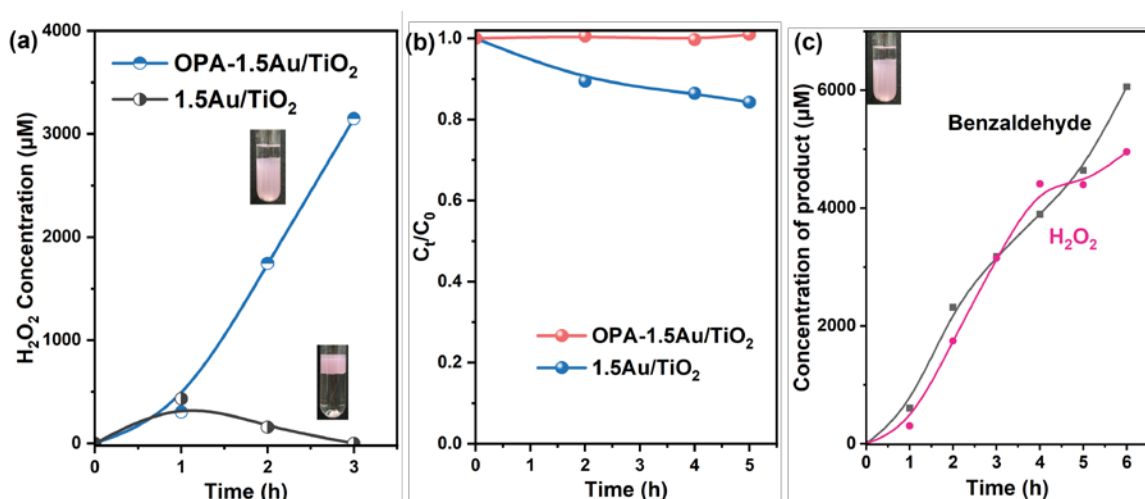 (a)
4000
3000
2000
1000
0
H₂O₂ Concentration (µM)
OPA-1.5Au/TiO₂
1.5Au/TiO₂
0 1 2 3
Time (h)
(b)
1.0
0.8
0.6
0.4
0.2
0.0
Cₜ/C₀
OPA-1.5Au/TiO₂
1.5Au/TiO₂
0 1 2 3 4 5
Time (h)
(c)
6000
4000
2000
0
Concentration of product (µM)
Benzaldehyde
H₂O₂
0 1 2 3 4 5 6
Time (h)